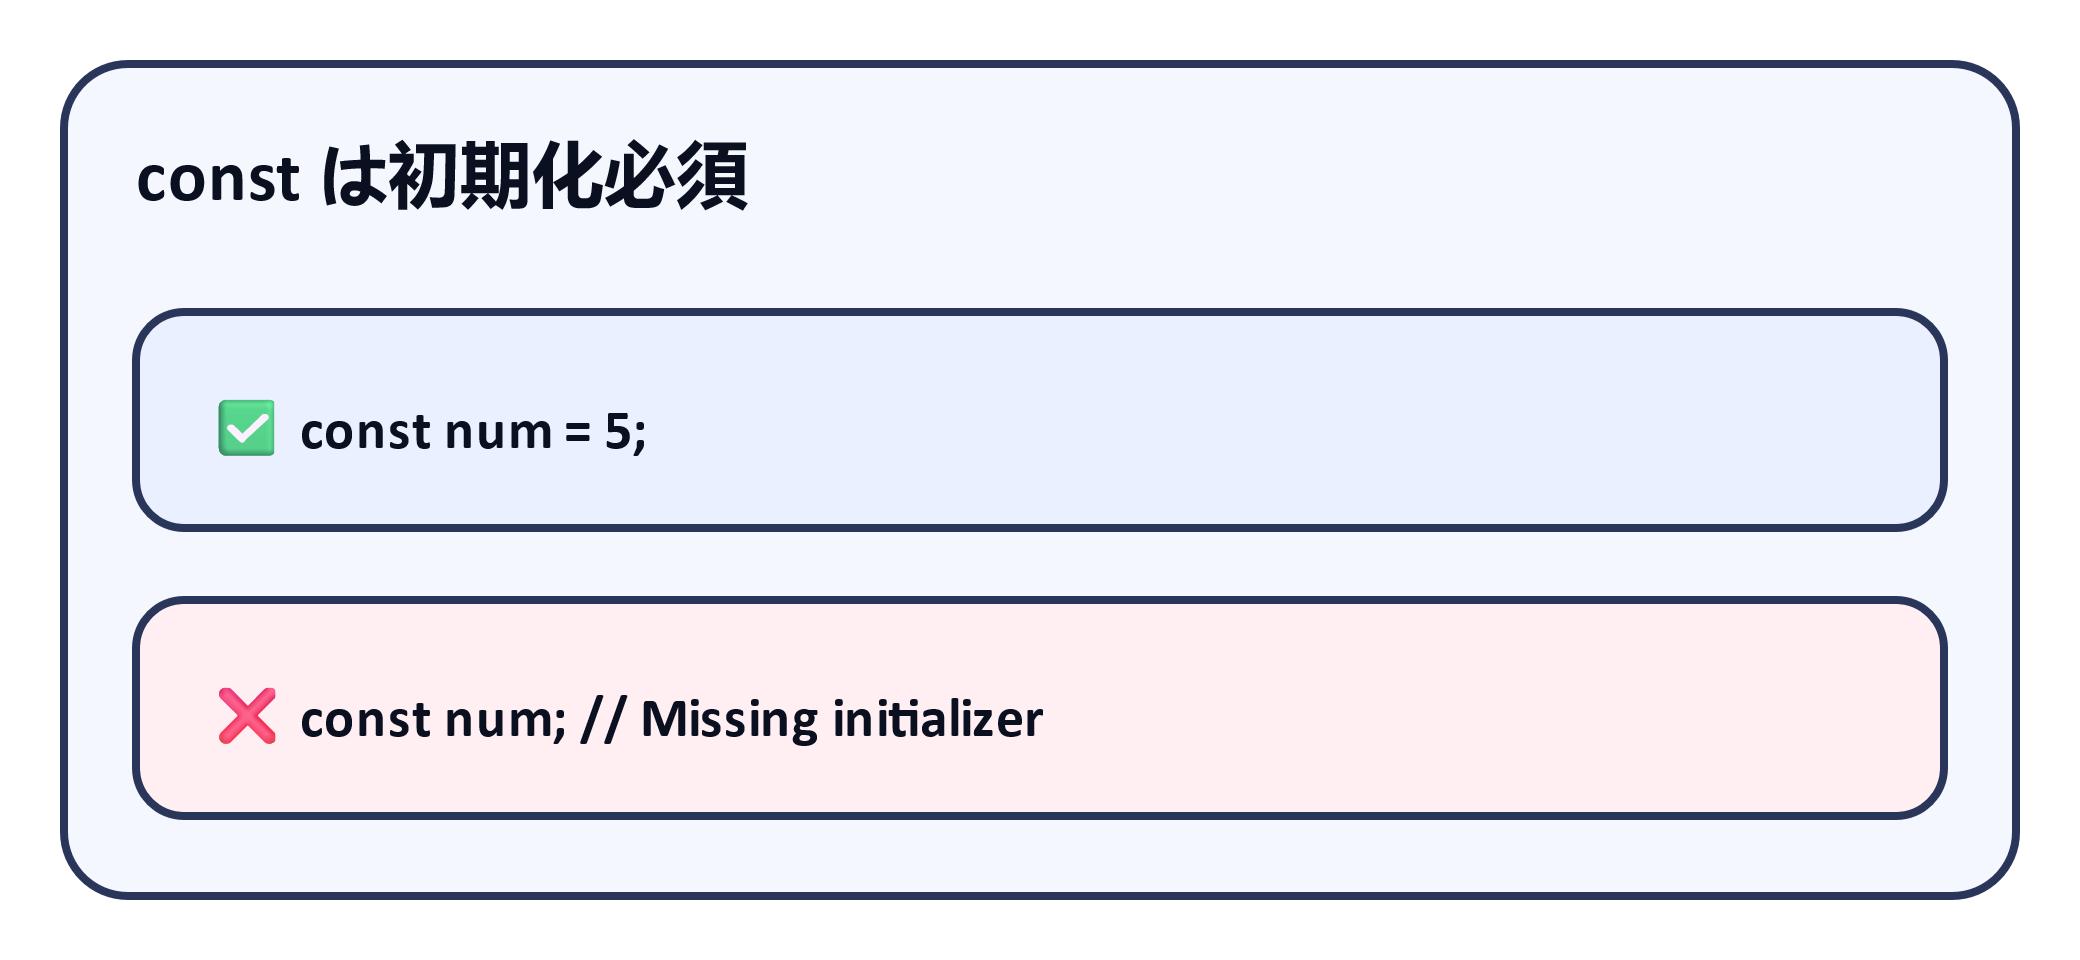 const は初期化必須
✅ const num = 5;
❌ const num; // Missing initializer